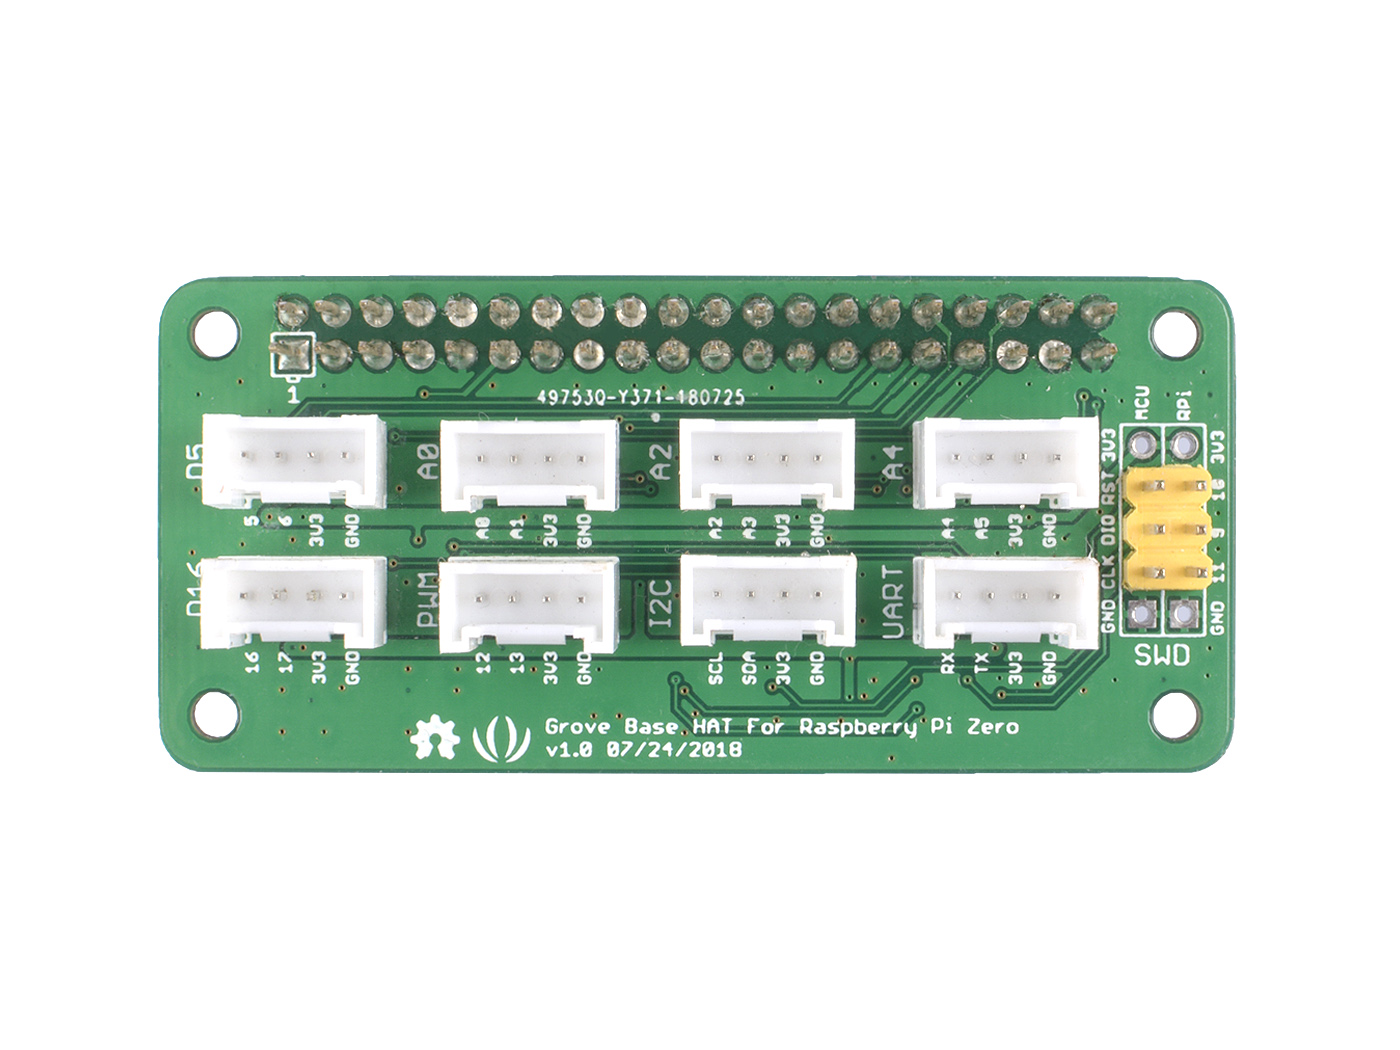 1
49753Q-Y371-180725
MCU RPi
D5
A0
A2
A4
3V3 3V3
5 6 3V3 GND
A0 A1 3V3 GND
A2 A3 3V3 GND
A4 A5 3V3 GND
RST 10
DIO 9
CLK 11
GND GND
D16
PWM
I2C
UART
SWD
16 17 3V3 GND
12 13 3V3 GND
SCL SDA 3V3 GND
RX TX 3V3 GND
Grove Base HAT For Raspberry Pi Zero
v1.0 07/24/2018